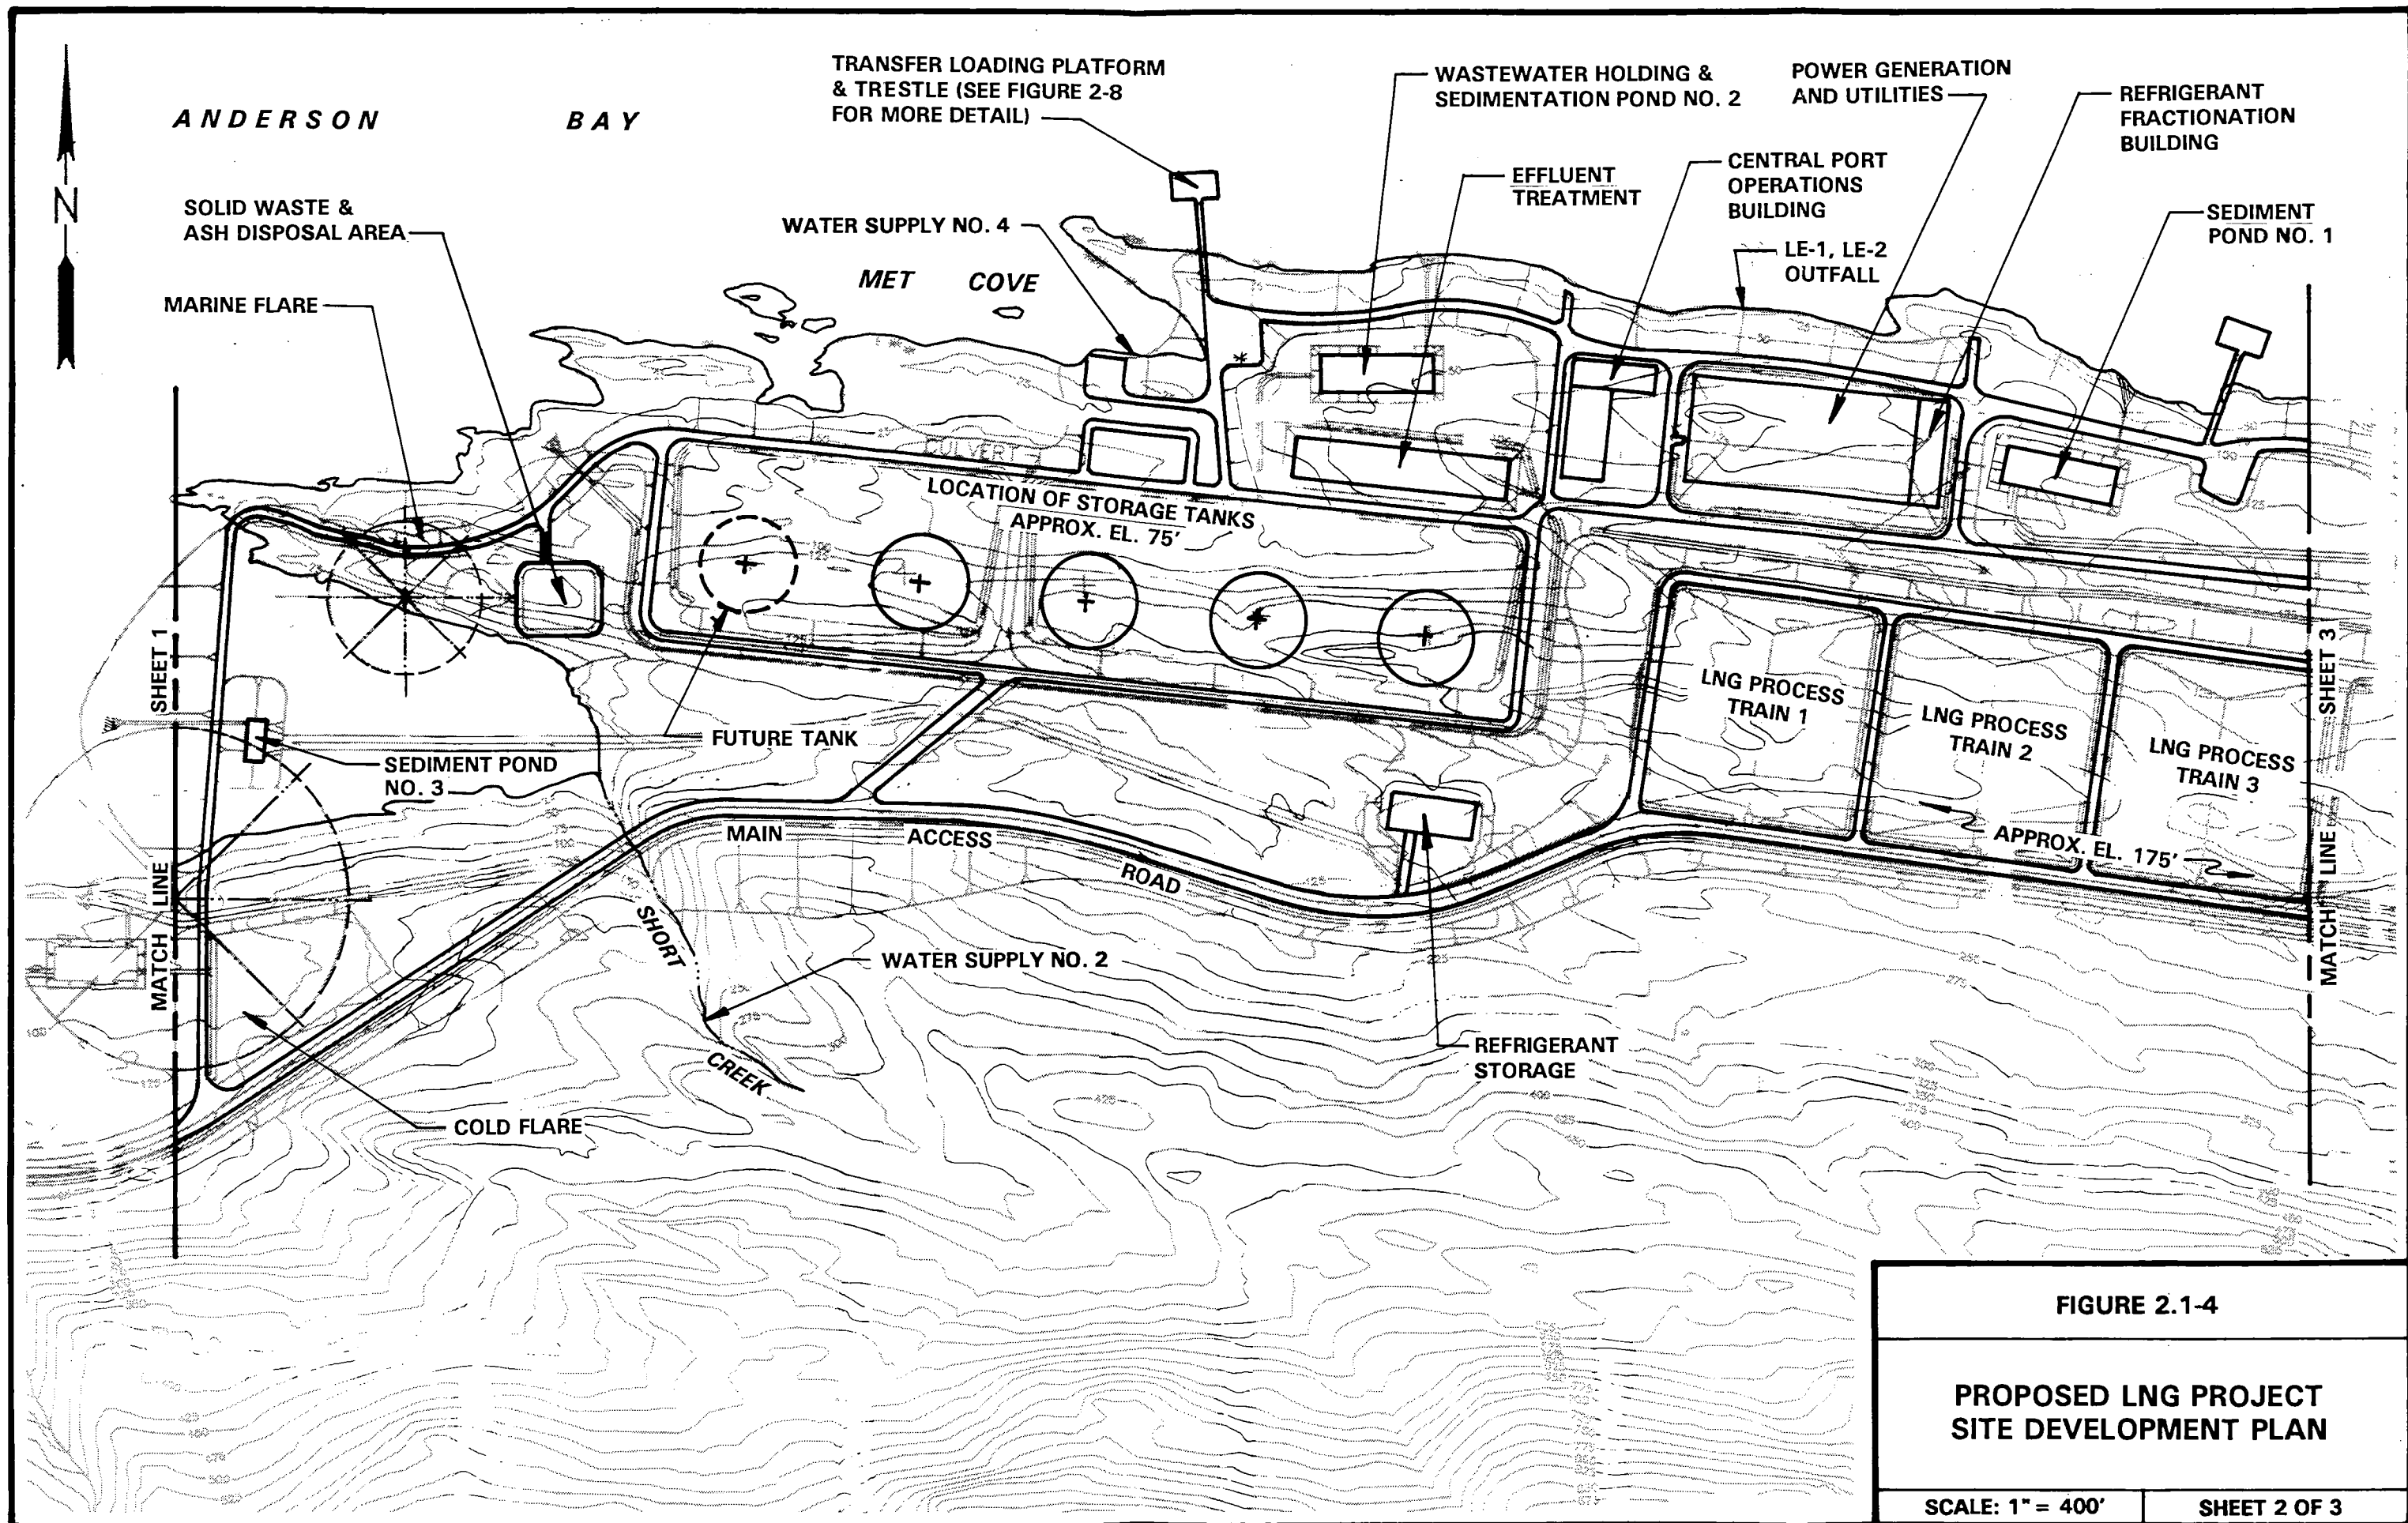 TRANSFER LOADING PLATFORM
& TRESTLE (SEE FIGURE 2-8
FOR MORE DETAIL)
WASTEWATER HOLDING &
SEDIMENTATION POND NO. 2
POWER GENERATION
AND UTILITIES
REFRIGERANT
FRACTIONATION
BUILDING
ANDERSON BAY
N
SOLID WASTE &
ASH DISPOSAL AREA
WATER SUPPLY NO. 4
EFFLUENT
TREATMENT
CENTRAL PORT
OPERATIONS
BUILDING
SEDIMENT
POND NO. 1
LE-1, LE-2
OUTFALL
MET COVE
MARINE FLARE
CULVERT
LOCATION OF STORAGE TANKS
APPROX. EL. 75'
SHEET 1
SHEET 3
LNG PROCESS
TRAIN 1
LNG PROCESS
TRAIN 2
LNG PROCESS
TRAIN 3
FUTURE TANK
SEDIMENT POND
NO. 3
MAIN ACCESS ROAD
APPROX. EL. 175'
MATCH LINE
MATCH LINE
SHORT CREEK
WATER SUPPLY NO. 2
REFRIGERANT
STORAGE
COLD FLARE
FIGURE 2.1-4
PROPOSED LNG PROJECT
SITE DEVELOPMENT PLAN
SCALE: 1" = 400'
SHEET 2 OF 3